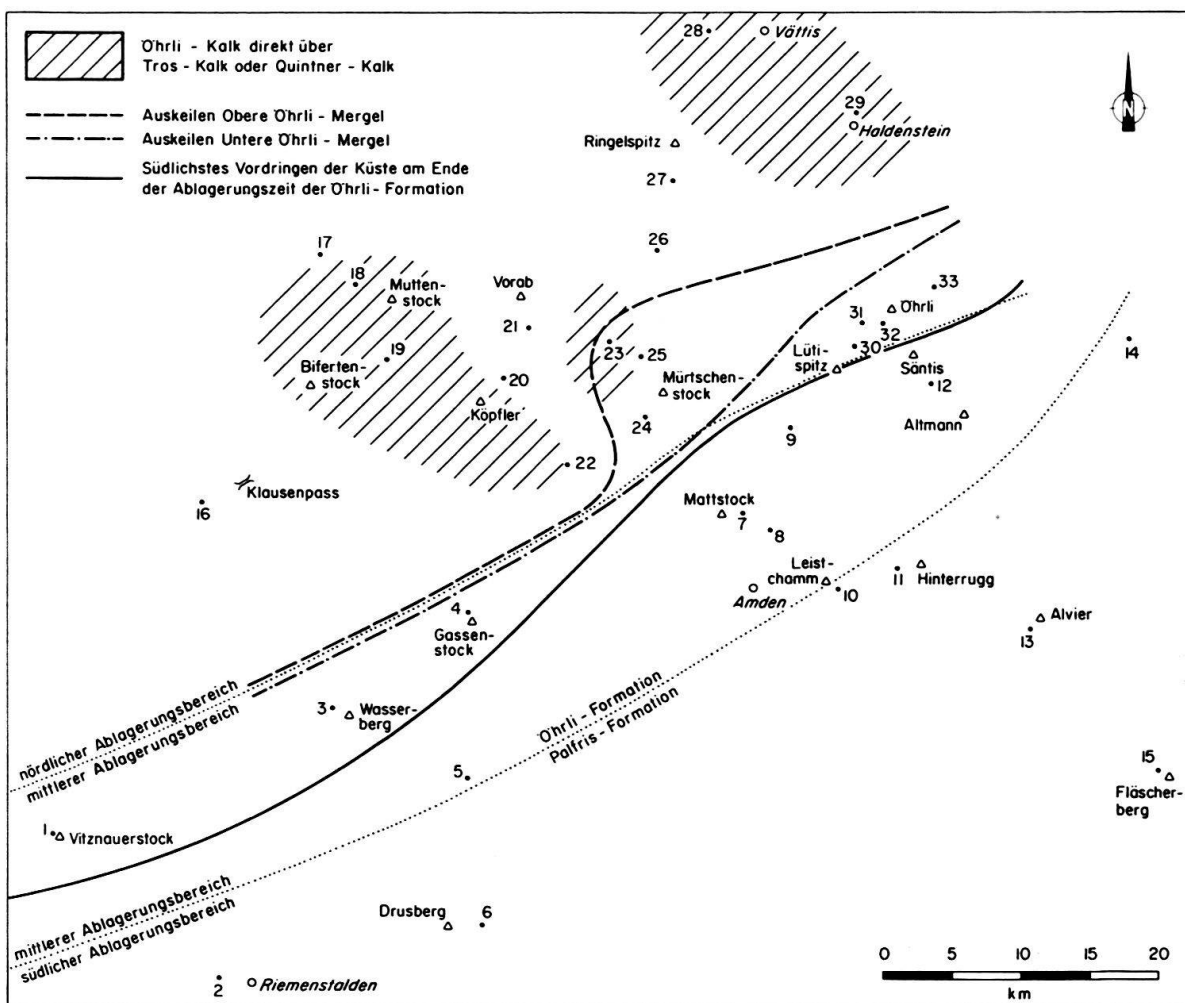 Öhrli - Kalk direkt über
Tros - Kalk oder Quintner - Kalk
Auskeilen Obere Öhrli - Mergel
Auskeilen Untere Öhrli - Mergel
Südlichstes Vordringen der Küste am Ende
der Ablagerungszeit der Öhrli - Formation
28
Vättis
N
29
Haldenstein
Ringelspitz
27
26
17
18
Mutten-
stock
Vorab
21
19
Biferten-
stock
20
Köpfler
23
25
Mürtschen-
stock
24
22
33
Öhrli
31
32
30
Lüti-
spitz
Säntis
12
14
Altmann
9
Klausenpass
16
Mattstock
7
8
Leist-
chamm
10
11
Hinterrugg
Amden
Alvier
13
4
Gassen-
stock
3
Wasser-
berg
nördlicher Ablagerungsbereich
mittlerer Ablagerungsbereich
Öhrli - Formation
Palfris - Formation
5
15
Fläscher-
berg
1
Vitznauerstock
mittlerer Ablagerungsbereich
südlicher Ablagerungsbereich
Drusberg
6
2
Riemenstalden
0 5 10 15 20
km